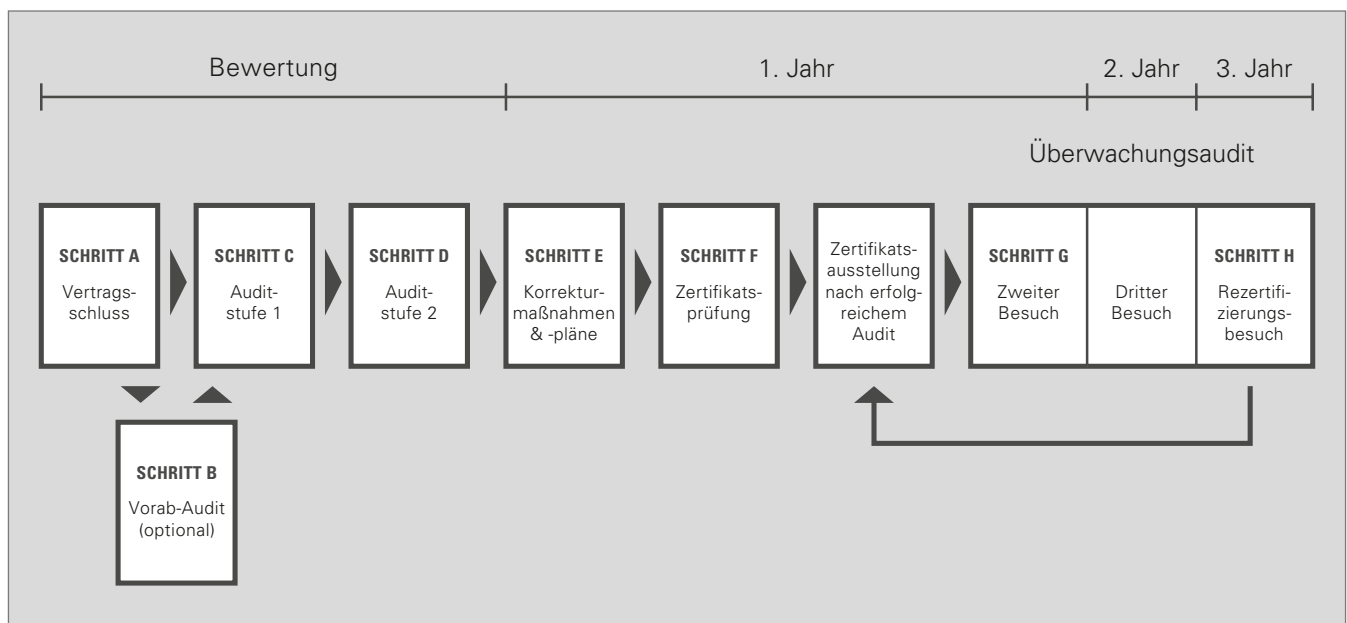 Bewertung
1. Jahr
2. Jahr
3. Jahr
Überwachungsaudit
SCHRITT A
Vertrags-
schluss
SCHRITT C
Audit-
stufe 1
SCHRITT D
Audit-
stufe 2
SCHRITT E
Korrektur-
maßnahmen
& -pläne
SCHRITT F
Zertifikats-
prüfung
Zertifikats-
ausstellung
nach erfolg-
reichem
Audit
SCHRITT G
Zweiter
Besuch
Dritter
Besuch
SCHRITT H
Rezertifi-
zierungs-
besuch
SCHRITT B
Vorab-Audit
(optional)